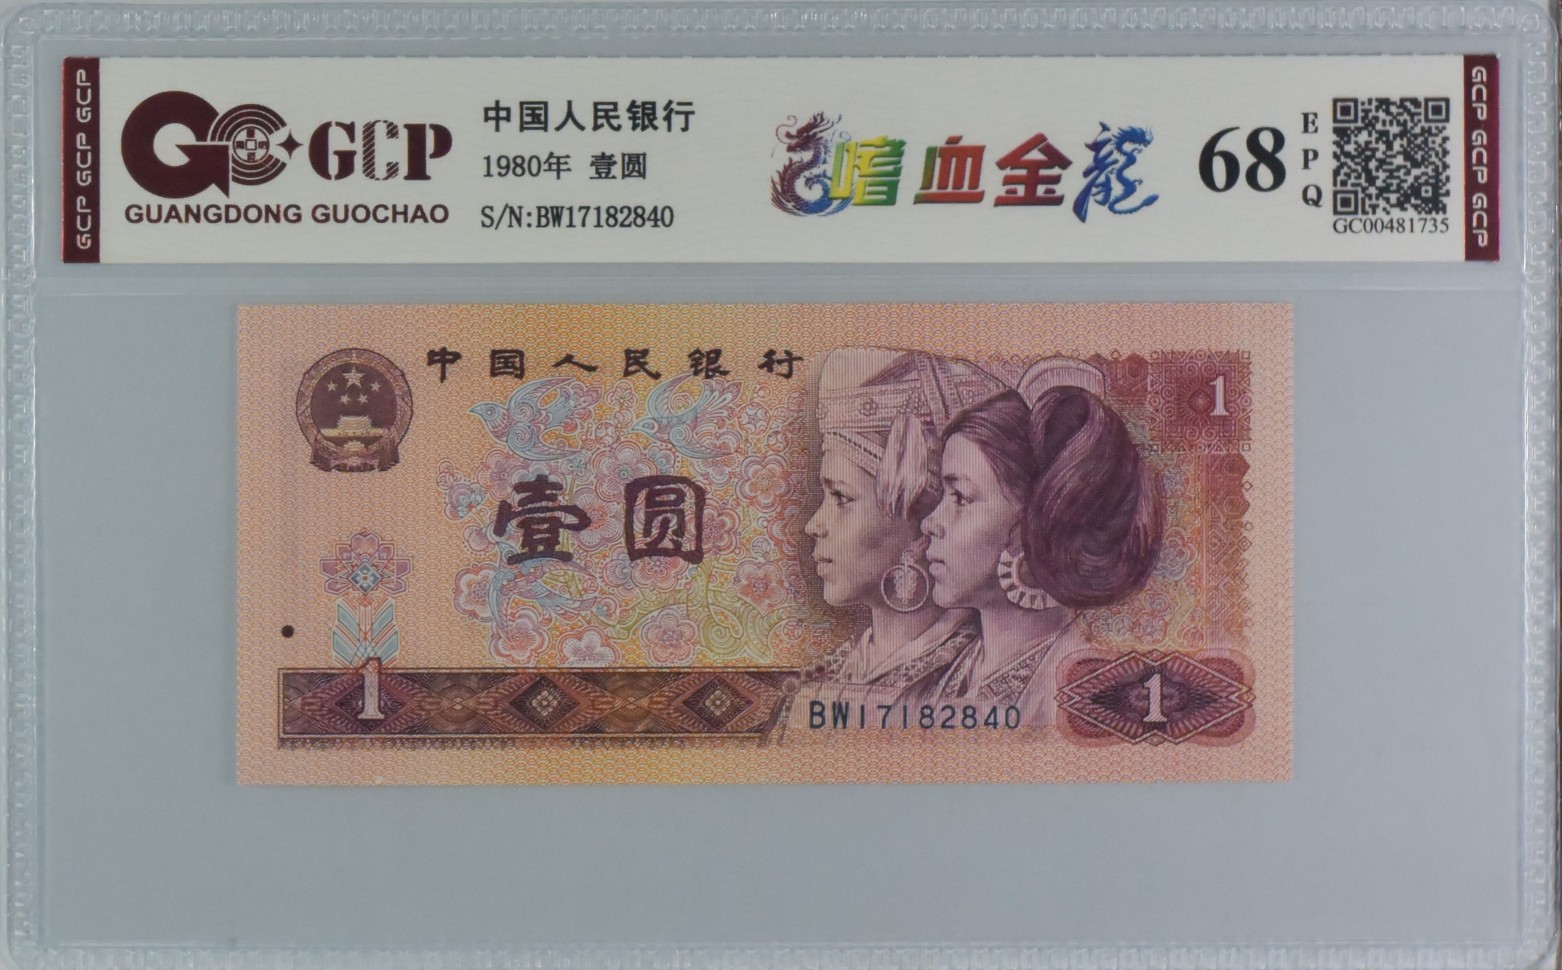 GCP GCP GCP
GCP
GUANGDONG GUOCHAO
中国人民银行
1980年 壹圆
S/N:BW17182840
嗜血金龍
68
EPQ
GC00481735
GCP GCP GCP
中国人民银行
1
壹圆
1
BW17182840
1